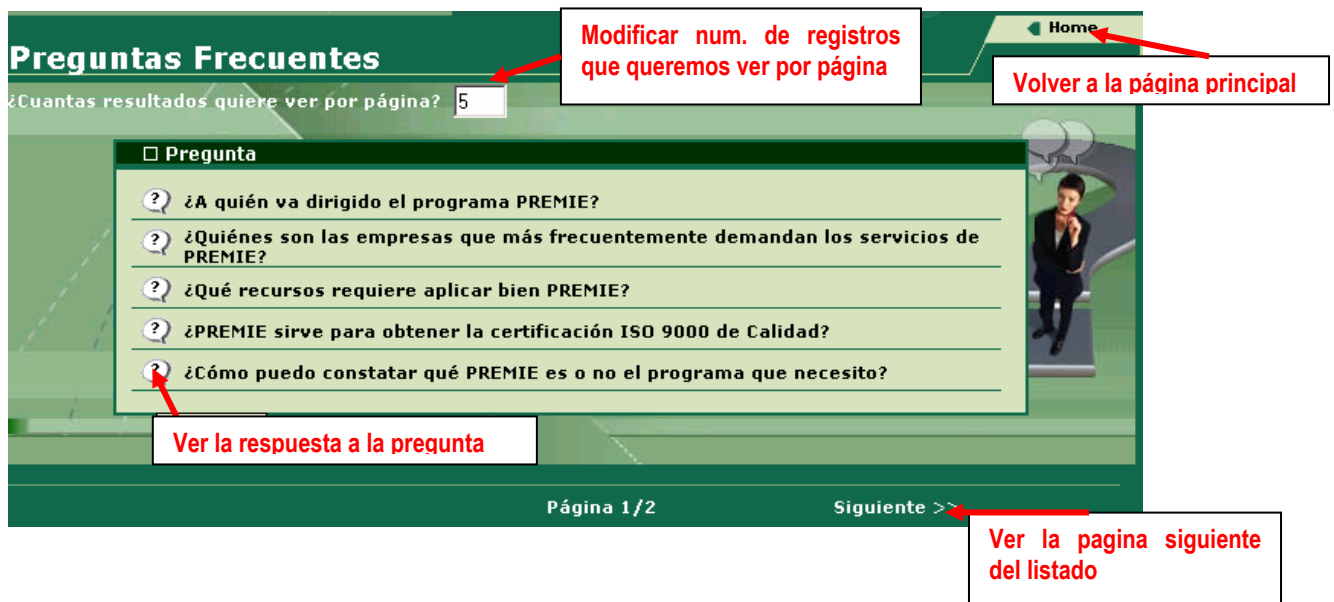 Home
Modificar num. de registros
que queremos ver por página
Preguntas Frecuentes
Volver a la página principal
¿Cuantas resultados quiere ver por página? 5
Pregunta
¿A quién va dirigido el programa PREMIE?
¿Quiénes son las empresas que más frecuentemente demandan los servicios de
PREMIE?
¿Qué recursos requiere aplicar bien PREMIE?
¿PREMIE sirve para obtener la certificación ISO 9000 de Calidad?
¿Cómo puedo constatar qué PREMIE es o no el programa que necesito?
Ver la respuesta a la pregunta
Página 1/2 Siguiente >>
Ver la pagina siguiente
del listado